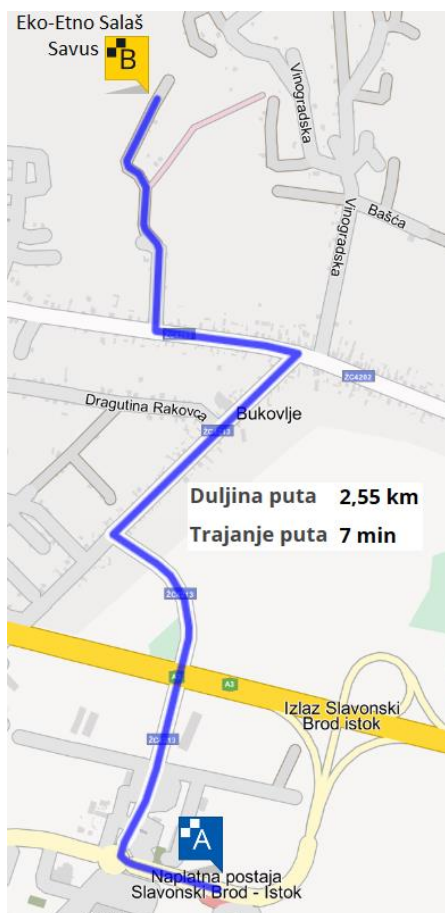 Eko-Etno Salaš
Savus
B
Vinogradska
Bašća
Vinogradska
ŽC4203
Dragutina Rakovca
Bukovlje
Duljina puta 2,55 km
Trajanje puta 7 min
A3
Izlaz Slavonski
Brod istok
A
Naplatna postaja
Slavonski Brod - Istok